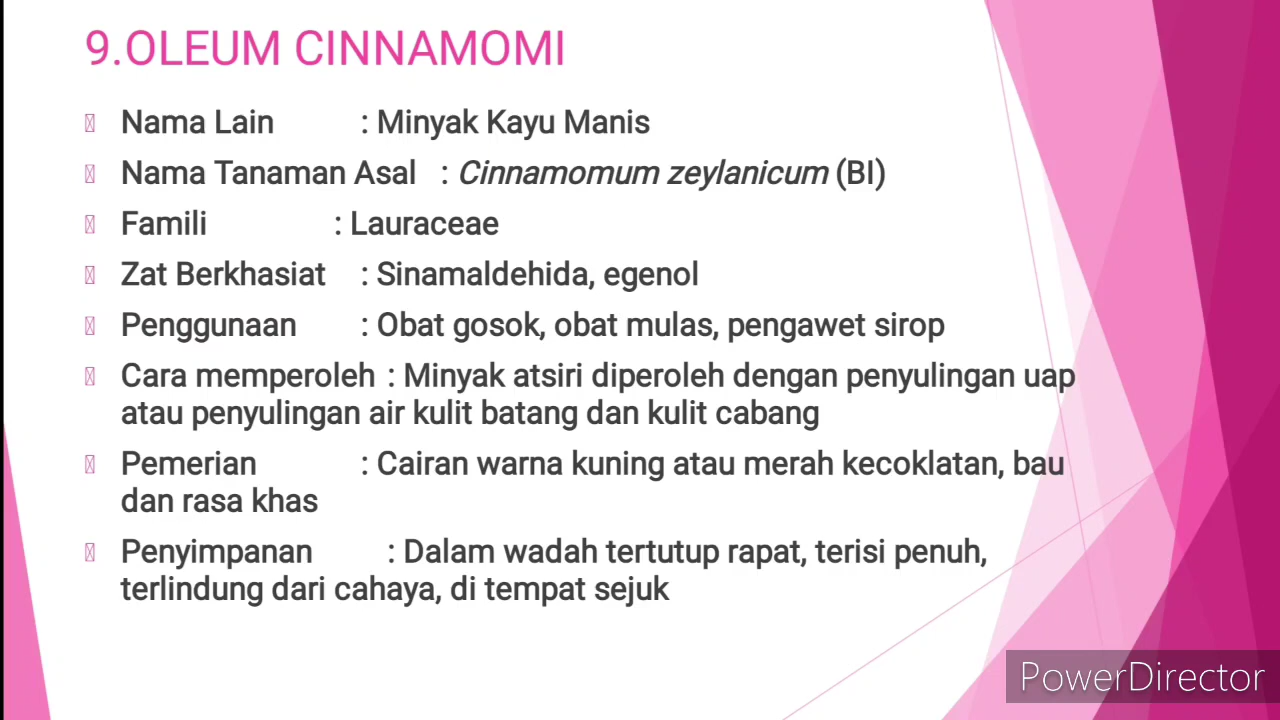 9.OLEUM CINNAMOMI
Nama Lain : Minyak Kayu Manis
Nama Tanaman Asal : Cinnamomum zeylanicum (Bl)
Famili : Lauraceae
Zat Berkhasiat : Sinamaldehida, egenol
Penggunaan : Obat gosok, obat mulas, pengawet sirop
Cara memperoleh : Minyak atsiri diperoleh dengan penyulingan uap
atau penyulingan air kulit batang dan kulit cabang
Pemerian : Cairan warna kuning atau merah kecoklatan, bau
dan rasa khas
Penyimpanan : Dalam wadah tertutup rapat, terisi penuh,
terlindung dari cahaya, di tempat sejuk
PowerDirector